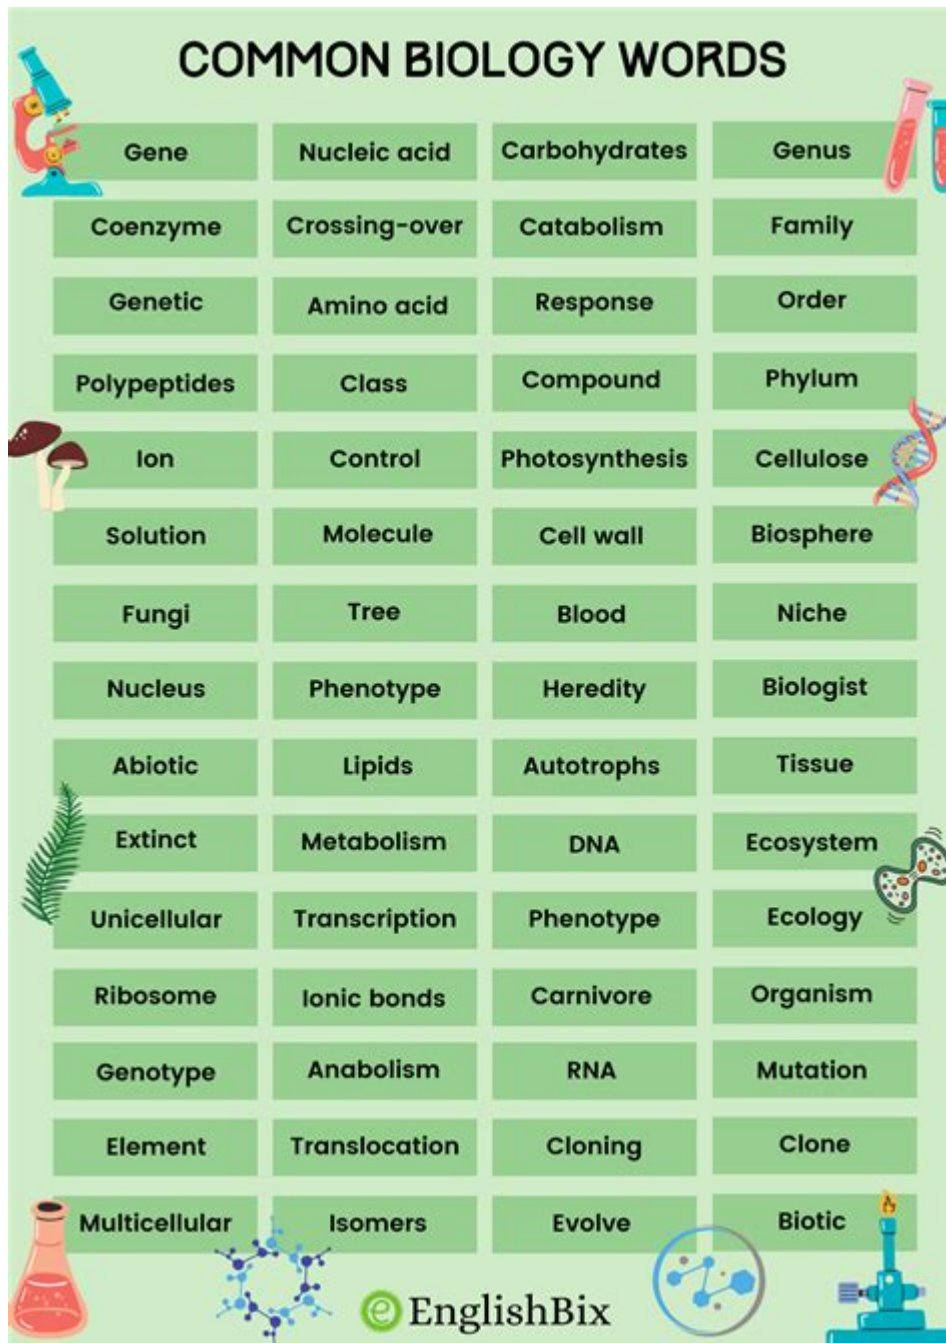 COMMON BIOLOGY WORDS
Gene Nucleic acid Carbohydrates Genus
Coenzyme Crossing-over Catabolism Family
Genetic Amino acid Response Order
Polypeptides Class Compound Phylum
Ion Control Photosynthesis Cellulose
Solution Molecule Cell wall Biosphere
Fungi Tree Blood Niche
Nucleus Phenotype Heredity Biologist
Abiotic Lipids Autotrophs Tissue
Extinct Metabolism DNA Ecosystem
Unicellular Transcription Phenotype Ecology
Ribosome Ionic bonds Carnivore Organism
Genotype Anabolism RNA Mutation
Element Translocation Cloning Clone
Multicellular Isomers Evolve Biotic
e EnglishBix